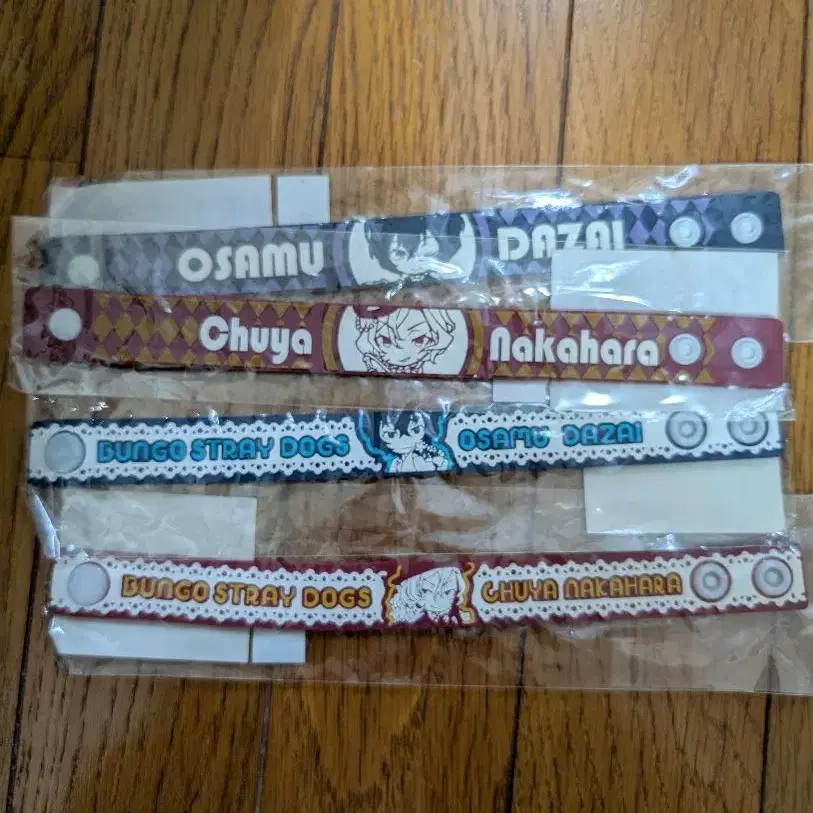 OSAMU DAZAI
Chuya Nakahara
BUNGO STRAY DOGS OSAMU DAZAI
BUNGO STRAY DOGS CHUYA NAKAHARA